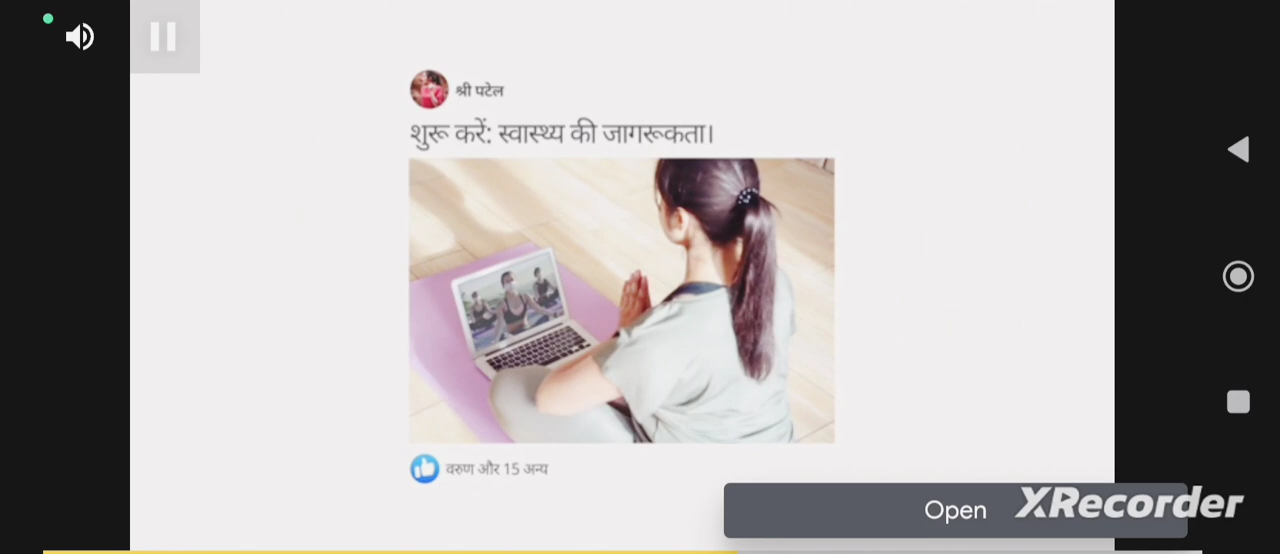 श्री पटेल
शुरू करें: स्वास्थ्य की जागरूकता।
वरुण और 15 अन्य
Open
XRecorder